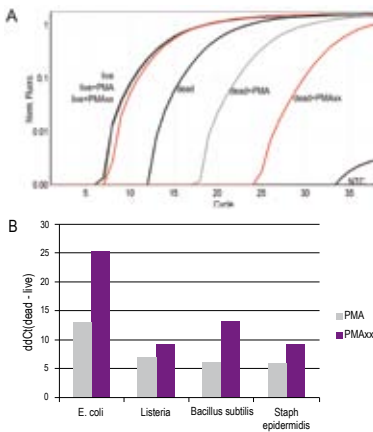 A
Norm. Fluoro.
1
0.1
0.01
0.00
live
live+PMA
live+PMAxx
dead
dead+PMA
dead+PMAxx
NTC
5
10
15
20
25
30
35
Cycle
B
ddCt(dead - live)
30
25
20
15
10
5
0
E. coli
Listeria
Bacillus subtilis
Staph
epidermidis
PMA
PMAxx